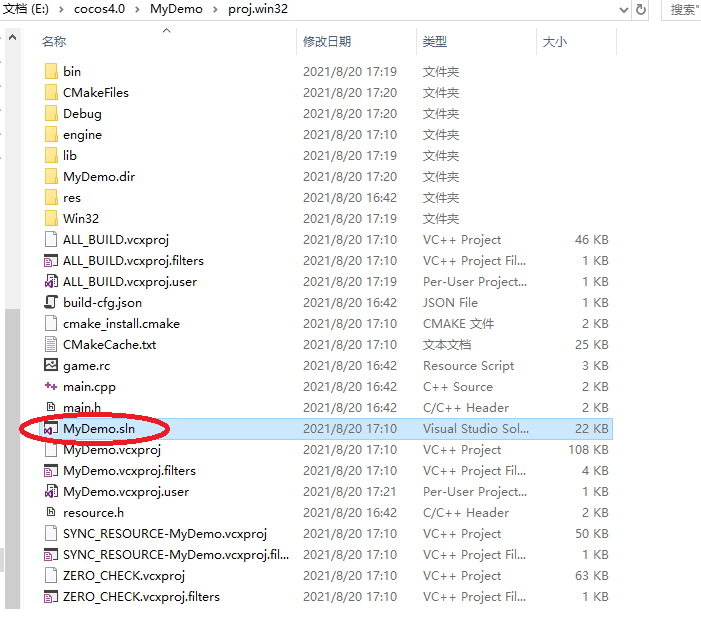 文档 (E:) > cocos4.0 > MyDemo > proj.win32 搜索"
名称 修改日期 类型 大小
bin 2021/8/20 17:19 文件夹
CMakeFiles 2021/8/20 17:20 文件夹
Debug 2021/8/20 17:20 文件夹
engine 2021/8/20 17:10 文件夹
lib 2021/8/20 17:19 文件夹
MyDemo.dir 2021/8/20 17:20 文件夹
res 2021/8/20 16:42 文件夹
Win32 2021/8/20 17:19 文件夹
ALL_BUILD.vcxproj 2021/8/20 17:10 VC++ Project 46 KB
ALL_BUILD.vcxproj.filters 2021/8/20 17:10 VC++ Project Fil... 1 KB
ALL_BUILD.vcxproj.user 2021/8/20 17:19 Per-User Project... 1 KB
build-cfg.json 2021/8/20 16:42 JSON File 1 KB
cmake_install.cmake 2021/8/20 17:10 CMAKE 文件 2 KB
CMakeCache.txt 2021/8/20 17:10 文本文档 25 KB
game.rc 2021/8/20 16:42 Resource Script 3 KB
main.cpp 2021/8/20 16:42 C++ Source 2 KB
main.h 2021/8/20 16:42 C/C++ Header 2 KB
MyDemo.sln 2021/8/20 17:10 Visual Studio Sol... 22 KB
MyDemo.vcxproj 2021/8/20 17:10 VC++ Project 108 KB
MyDemo.vcxproj.filters 2021/8/20 17:10 VC++ Project Fil... 4 KB
MyDemo.vcxproj.user 2021/8/20 17:21 Per-User Project... 1 KB
resource.h 2021/8/20 16:42 C/C++ Header 2 KB
SYNC_RESOURCE-MyDemo.vcxproj 2021/8/20 17:10 VC++ Project 50 KB
SYNC_RESOURCE-MyDemo.vcxproj.fil... 2021/8/20 17:10 VC++ Project Fil... 1 KB
ZERO_CHECK.vcxproj 2021/8/20 17:10 VC++ Project 63 KB
ZERO_CHECK.vcxproj.filters 2021/8/20 17:10 VC++ Project Fil... 1 KB